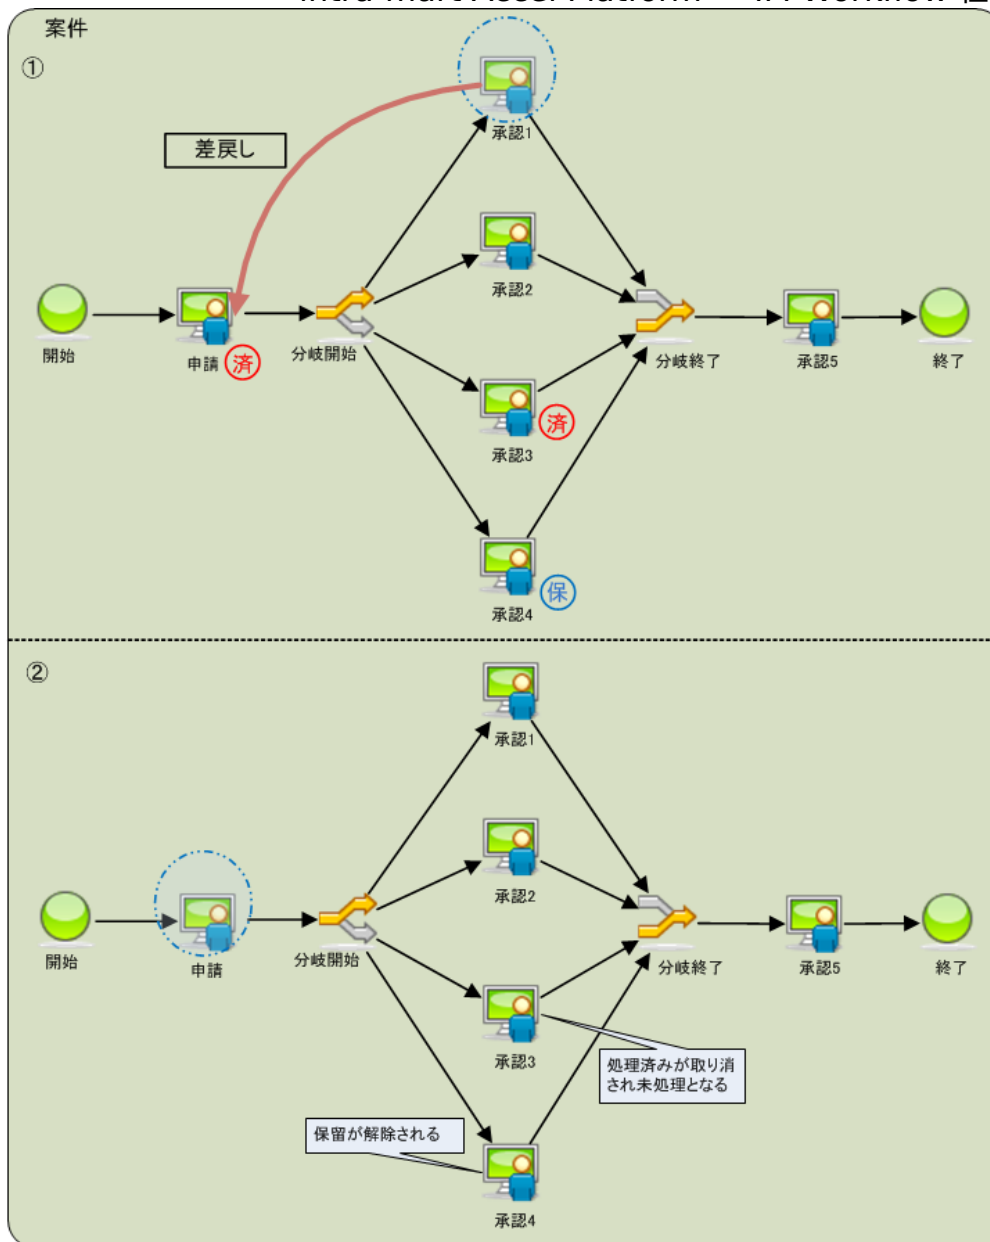 案件
①
承認1
差戻し
承認2
開始
申請 済
分岐開始
分岐終了
承認5
終了
済
承認3
保
承認4
②
承認1
承認2
開始
申請
分岐開始
分岐終了
承認5
終了
承認3
処理済みが取り消
され未処理となる
保留が解除される
承認4